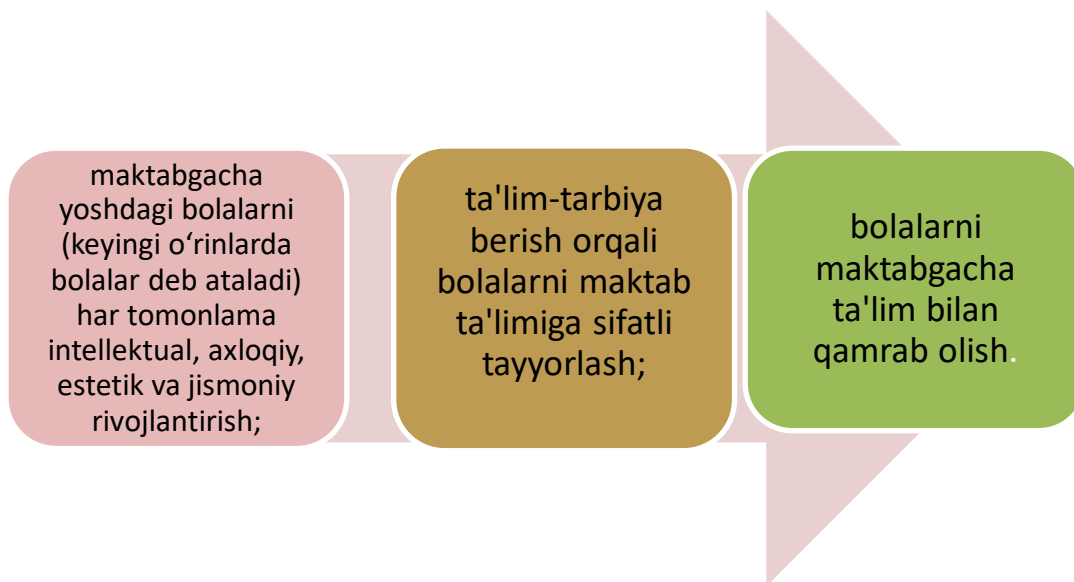 maktabgacha
yoshdagi bolalarni
(keyingi o‘rinlarda
bolalar deb ataladi)
har tomonlama
intellektual, axloqiy,
estetik va jismoniy
rivojlantirish;
ta'lim-tarbiya
berish orqali
bolalarni maktab
ta'limiga sifatli
tayyorlash;
bolalarni
maktabgacha
ta'lim bilan
qamrab olish.